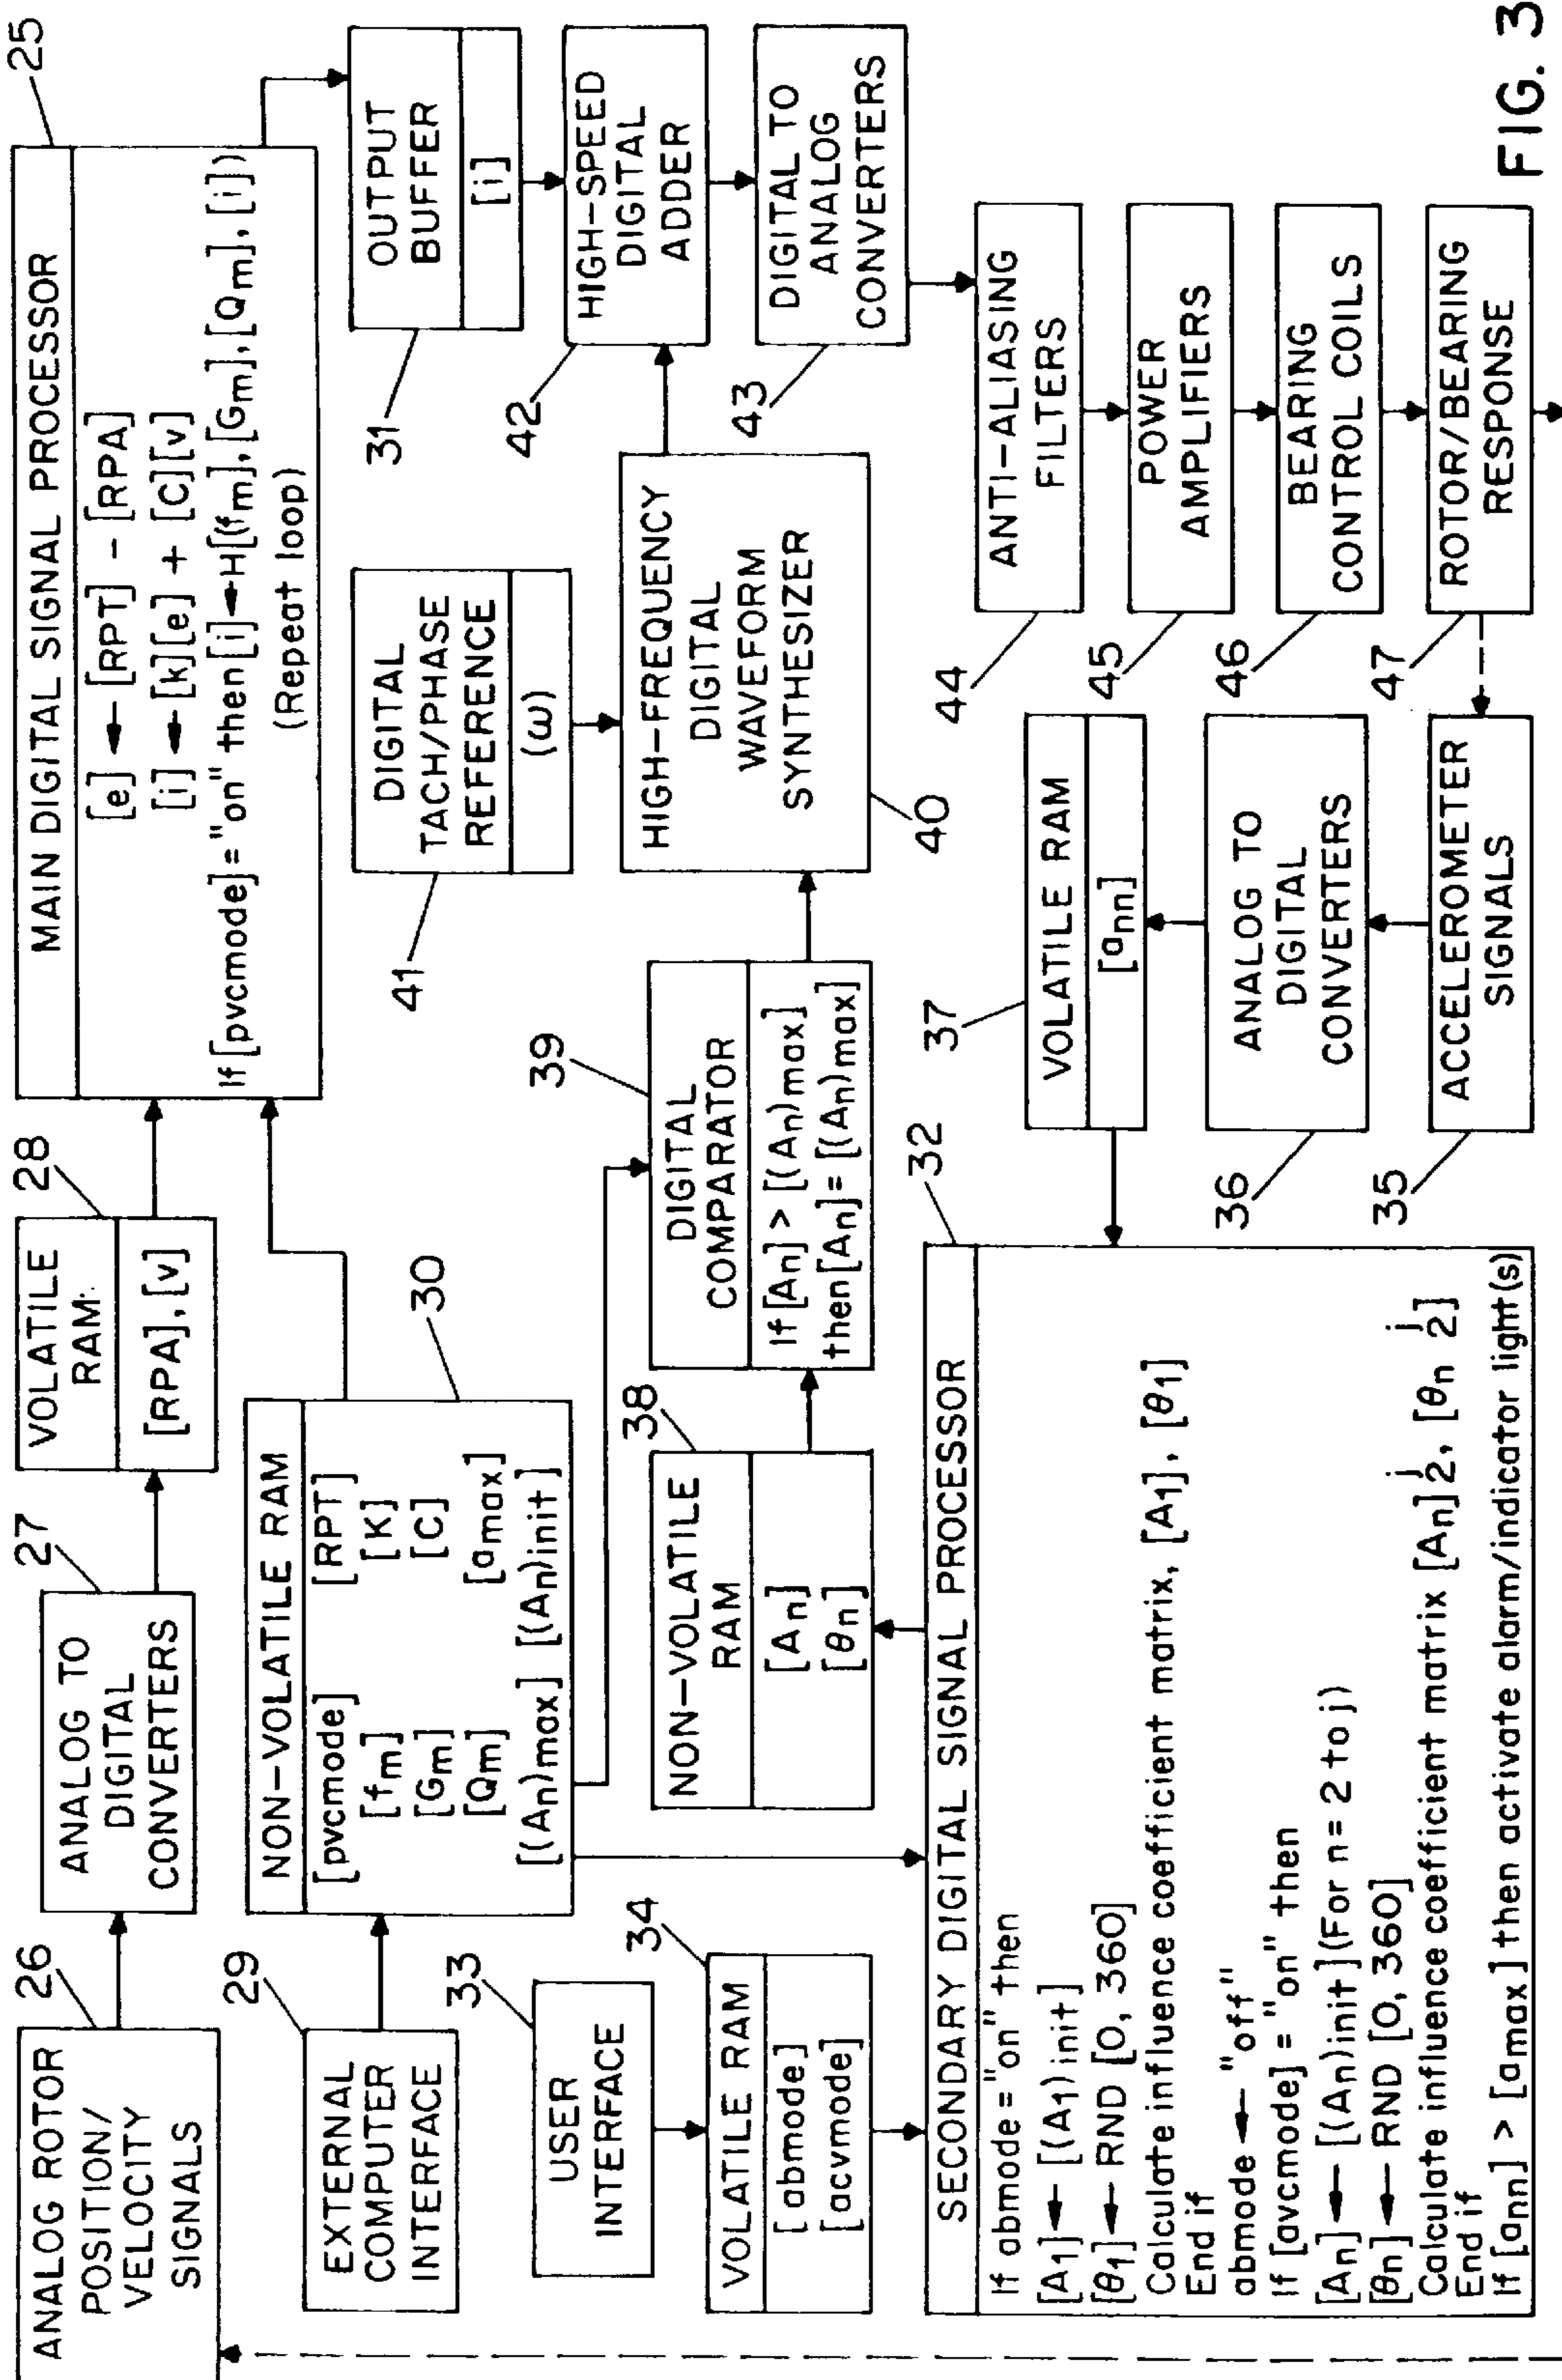 26
ANALOG ROTOR
POSITION/
VELOCITY
SIGNALS
27
ANALOG TO
DIGITAL
CONVERTERS
28
VOLATILE
RAM
[RPA], [v]
25
MAIN DIGITAL SIGNAL PROCESSOR
[e] ← [RPT] − [RPA]
[i] ← [k][e] + [C][v]
If [pvcmode] = "on" then [i] ← H[(fm], [Gm], [Qm], [i])
(Repeat loop)
29
EXTERNAL
COMPUTER
INTERFACE
30
NON-VOLATILE RAM
[pvcmode] [RPT]
[fm] [K]
[Gm] [C]
[Qm] [amax]
[(An)max] [(An)init]
31
OUTPUT
BUFFER
[i]
33
USER
INTERFACE
34
VOLATILE RAM
[abmode]
[acvmode]
38
NON-VOLATILE
RAM
[An]
[θn]
39
DIGITAL
COMPARATOR
If [An] > [(An)max]
then [An] = [(An)max]
41
DIGITAL
TACH/PHASE
REFERENCE
(ω)
40
HIGH-FREQUENCY
DIGITAL
WAVEFORM
SYNTHESIZER
42
HIGH-SPEED
DIGITAL
ADDER
43
DIGITAL TO
ANALOG
CONVERTERS
32
SECONDARY DIGITAL SIGNAL PROCESSOR
If abmode = "on" then
[A1] ← [(A1)init]
[θ1] ← RND [0, 360]
Calculate influence coefficient matrix, [A1], [θ1]
End if
abmode ← "off"
If [avcmode] = "on" then
[An] ← [(An)init] (For n = 2 to j)
[θn] ← RND [0, 360]
Calculate influence coefficient matrix [An]2, [θn 2]
j j
End if
If [ann] > [amax] then activate alarm/indicator light(s)
37
VOLATILE RAM
[ann]
36
ANALOG TO
DIGITAL
CONVERTERS
35
ACCELEROMETER
SIGNALS
44
ANTI-ALIASING
FILTERS
45
POWER
AMPLIFIERS
46
BEARING
CONTROL COILS
47
ROTOR/BEARING
RESPONSE
FIG. 3